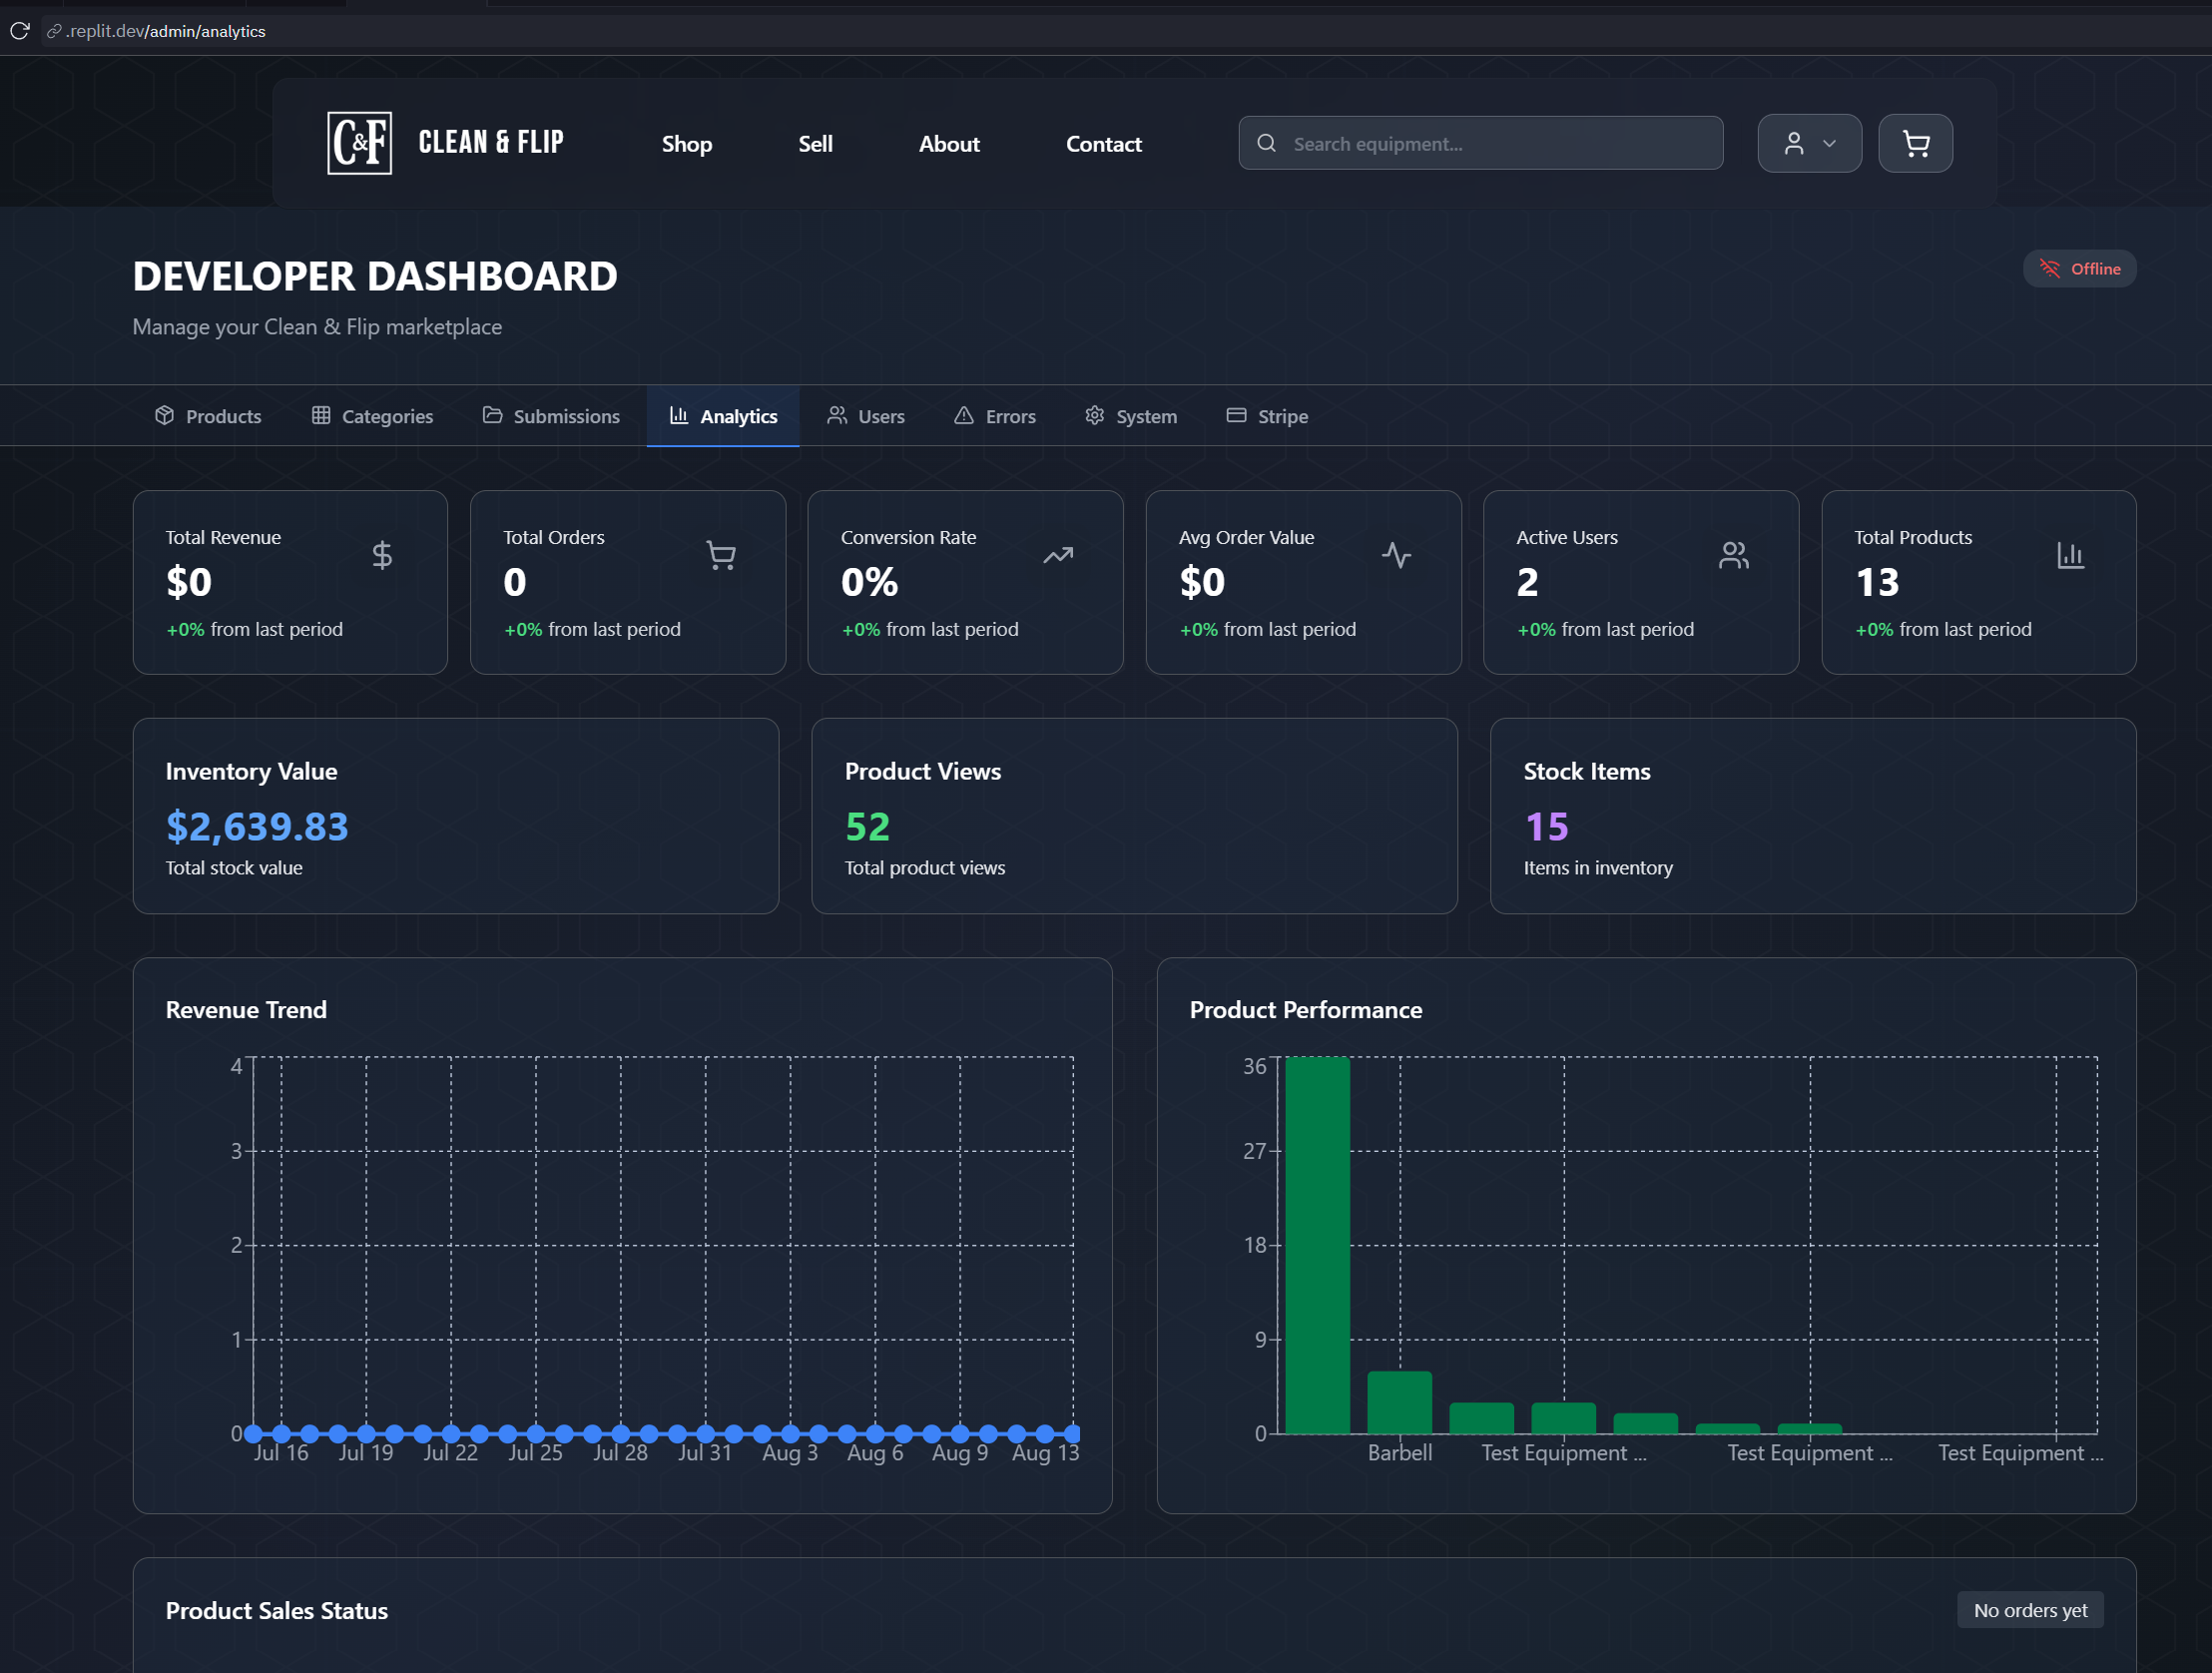 .replit.dev/admin/analytics
C&F
CLEAN & FLIP
Shop
Sell
About
Contact
Search equipment...
DEVELOPER DASHBOARD
Offline
Manage your Clean & Flip marketplace
Products
Categories
Submissions
Analytics
Users
Errors
System
Stripe
Total Revenue
$0
+0% from last period
Total Orders
0
+0% from last period
Conversion Rate
0%
+0% from last period
Avg Order Value
$0
+0% from last period
Active Users
2
+0% from last period
Total Products
13
+0% from last period
Inventory Value
$2,639.83
Total stock value
Product Views
52
Total product views
Stock Items
15
Items in inventory
Revenue Trend
4
3
2
1
0
Jul 16
Jul 19
Jul 22
Jul 25
Jul 28
Jul 31
Aug 3
Aug 6
Aug 9
Aug 13
Product Performance
36
27
18
9
0
Barbell
Test Equipment ...
Test Equipment ...
Test Equipment ...
Product Sales Status
No orders yet